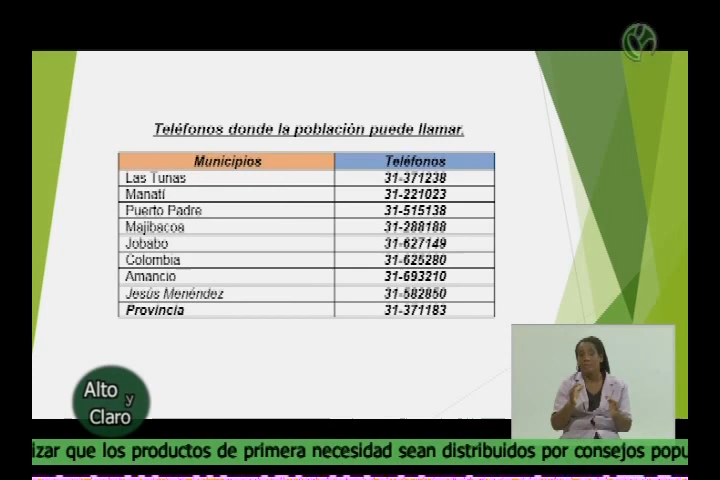 Teléfonos donde la población puede llamar.
Municipios Teléfonos
Las Tunas 31-371238
Manatí 31-221023
Puerto Padre 31-515138
Majibacoa 31-288188
Jobabo 31-627149
Colombia 31-625280
Amancio 31-693210
Jesús Menéndez 31-582850
Provincia 31-371183
Alto y Claro
izar que los productos de primera necesidad sean distribuidos por consejos popu